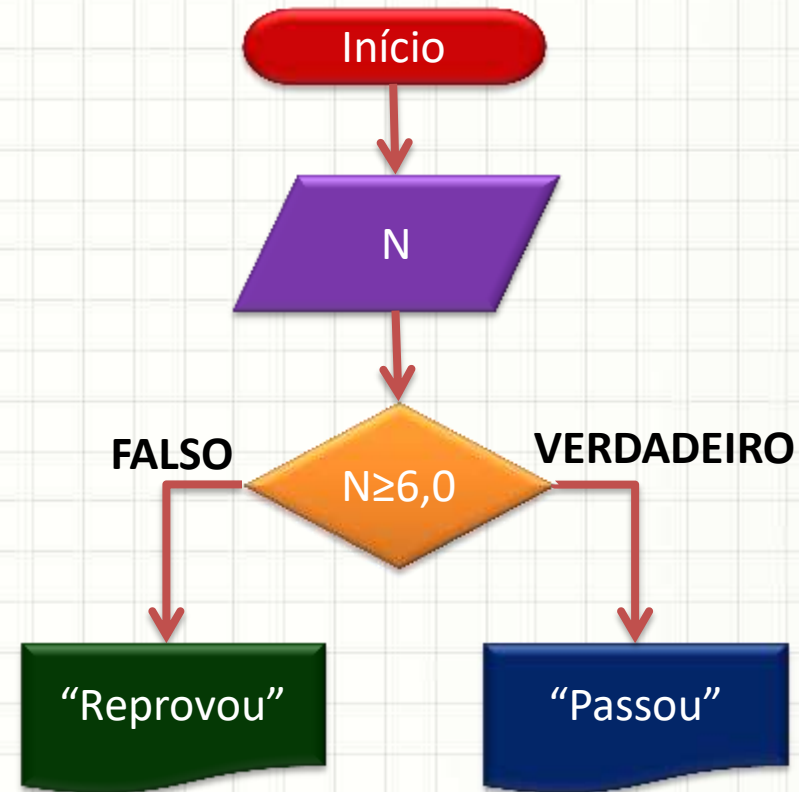 Início
N
FALSO
VERDADEIRO
N≥6,0
“Reprovou”
“Passou”